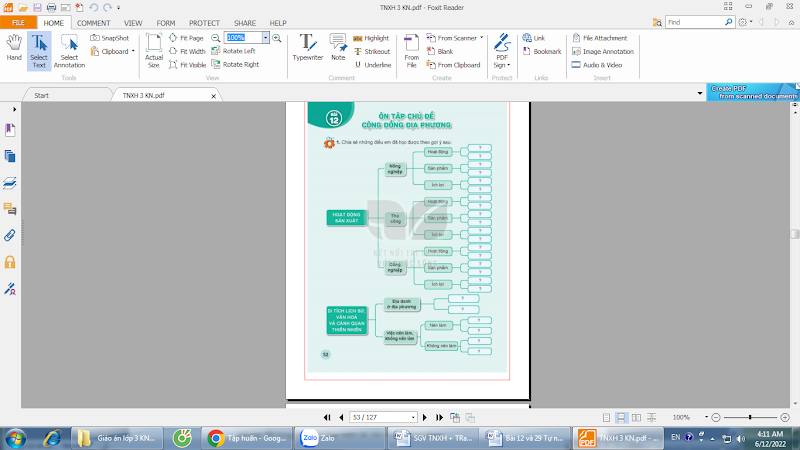 TNXH 3 KN.pdf - Foxit Reader
FILE HOME COMMENT VIEW FORM PROTECT SHARE HELP
Find
Hand
Select Text
Select Annotation
SnapShot
Clipboard
Tools
Actual Size
Fit Page
Fit Width
Fit Visible
100%
Rotate Left
Rotate Right
View
Typewriter
Note
Highlight
Strikeout
Underline
Comment
From File
From Scanner
Blank
From Clipboard
Create
PDF Sign
Protect
Link
Bookmark
Links
File Attachment
Image Annotation
Audio & Video
Insert
Start
TNXH 3 KN.pdf
Create PDF
from scanned documents
BÀI
12
ÔN TẬP CHỦ ĐỀ
CỘNG ĐỒNG ĐỊA PHƯƠNG
1. Chia sẻ những điều em đã học được theo gợi ý sau:
HOẠT ĐỘNG
SẢN XUẤT
Nông
nghiệp
Hoạt động
?
?
Sản phẩm
?
?
Ích lợi
?
?
Thủ
công
Hoạt động
?
?
Sản phẩm
?
?
Ích lợi
?
?
Công
nghiệp
Hoạt động
?
?
Sản phẩm
?
?
Ích lợi
?
?
DI TÍCH LỊCH SỬ,
VĂN HOÁ
VÀ CẢNH QUAN
THIÊN NHIÊN
Địa danh
ở địa phương
?
?
Việc nên làm,
không nên làm
Nên làm
?
?
Không nên làm
?
?
52
53 / 127
100%
Giáo án lớp 3 KN...
Tập huấn - Goog...
Zalo
SGV TNXH + TRa...
Bài 12 và 29 Tự n...
TNXH 3 KN.pdf - ...
EN
4:11 AM
6/12/2022